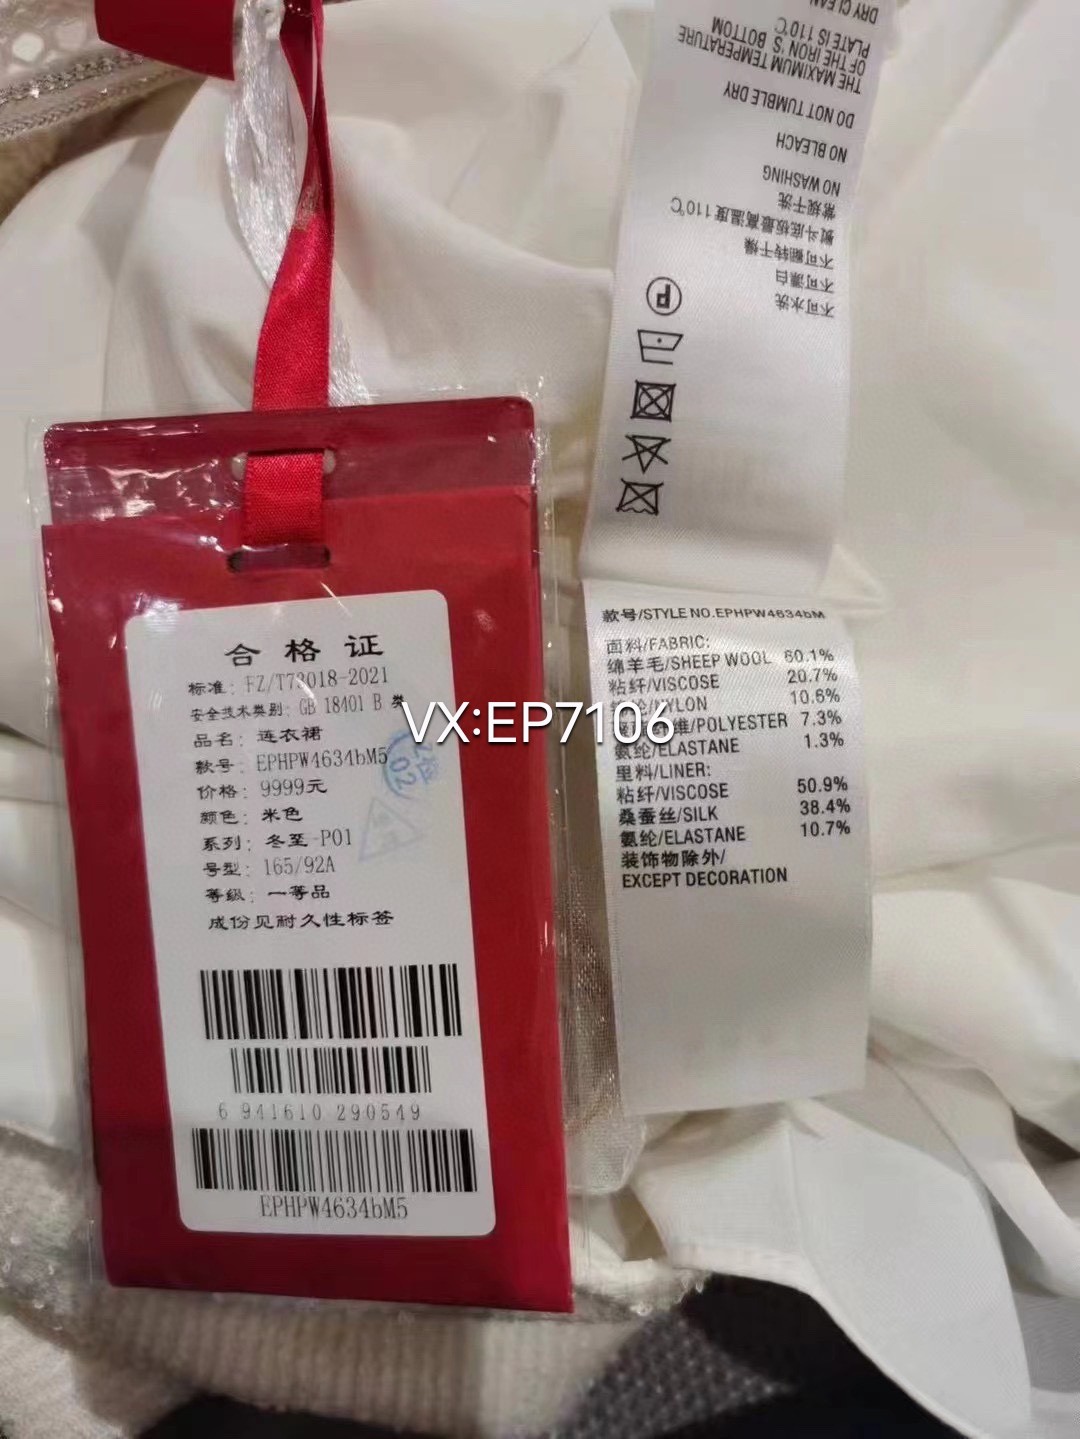 合格证
标准: FZ/T73018-2021
安全技术类别: GB 18401 B 类
品名: 连衣裙
款号: EPHPW4634bM5
价格: 9999元
颜色: 米色
系列: 冬至-P01
号型: 165/92A
等级: 一等品
成份见耐久性标签
6 941610 290549
EPHPW4634bM5
02
VX:EP7106
不可水洗
不可漂白
不可翻转干燥
熨斗底板最高温度110℃
常规干洗
NO WASHING
NO BLEACH
DO NOT TUMBLE DRY
THE MAXIMUM TEMPERATURE
OF THE IRON'S BOTTOM
PLATE IS 110℃
DRY CLEAN
P
款号/STYLE NO.EPHPW4634bM
面料/FABRIC:
绵羊毛/SHEEP WOOL 60.1%
粘纤/VISCOSE 20.7%
/NYLON 10.6%
维/POLYESTER 7.3%
氨纶/ELASTANE 1.3%
里料/LINER:
粘纤/VISCOSE 50.9%
桑蚕丝/SILK 38.4%
氨纶/ELASTANE 10.7%
装饰物除外/
EXCEPT DECORATION